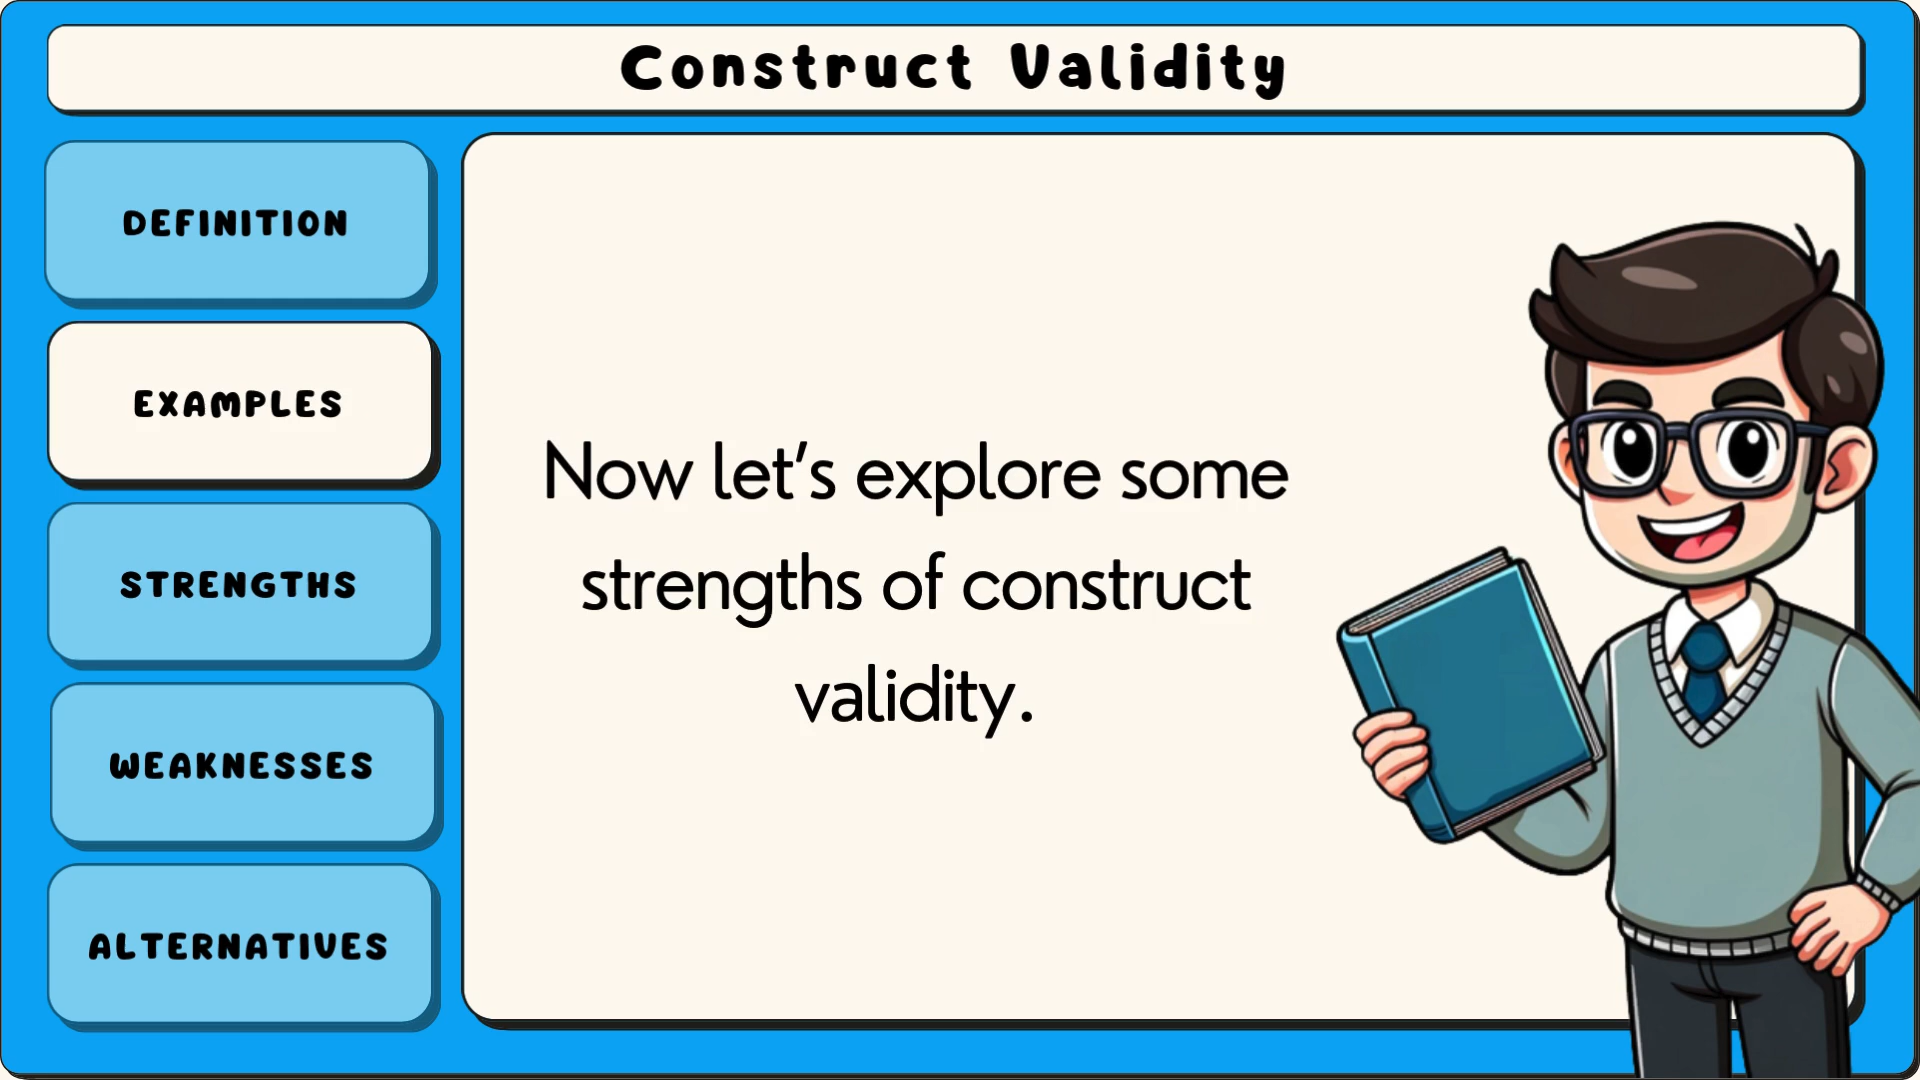 Construct Validity
DEFINITION
EXAMPLES
STRENGTHS
WEAKNESSES
ALTERNATIVES
Now let's explore some
strengths of construct
validity.